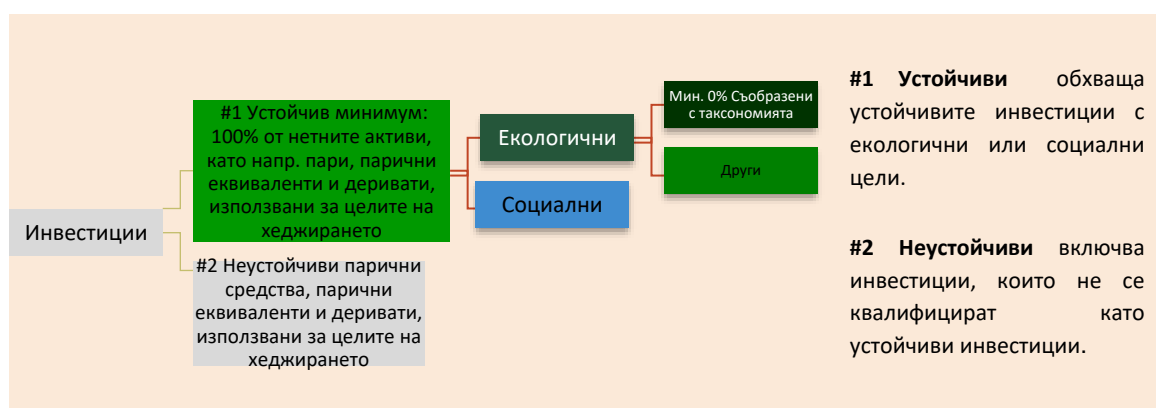 Инвестиции
#1 Устойчив минимум:
100% от нетните активи,
като напр. пари, парични
еквиваленти и деривати,
използвани за целите на
хеджирането
#2 Неустойчиви парични
средства, парични
еквиваленти и деривати,
използвани за целите на
хеджирането
Екологични
Социални
Мин. 0% Съобразени
с таксономията
Други
#1 Устойчиви обхваща
устойчивите инвестиции с
екологични или социални
цели.
#2 Неустойчиви включва
инвестиции, които не се
квалифицират като
устойчиви инвестиции.